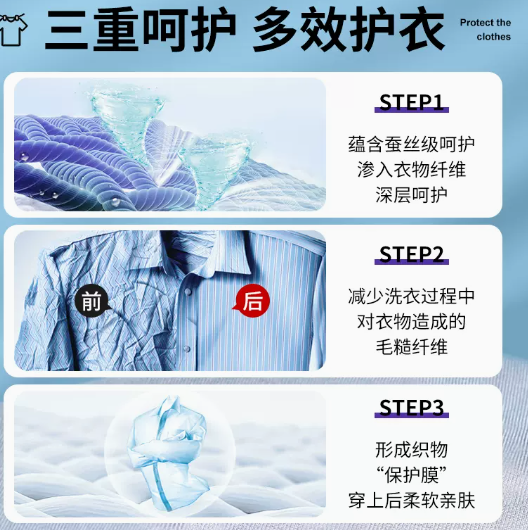 三重呵护 多效护衣
Protect the
clothes
STEP1
蕴含蚕丝级呵护
渗入衣物纤维
深层呵护
前
后
STEP2
减少洗衣过程中
对衣物造成的
毛糙纤维
STEP3
形成织物
“保护膜”
穿上后柔软亲肤